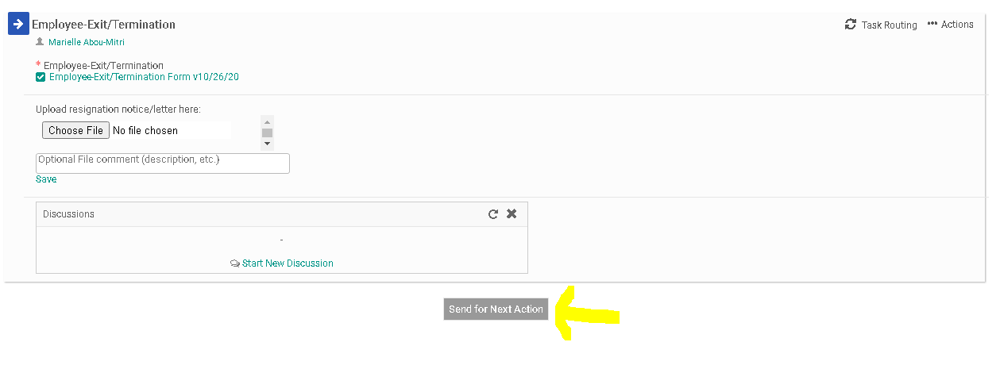 Employee-Exit/Termination
Task Routing
Actions
Marielle Abou-Mitri
* Employee-Exit/Termination
Employee-Exit/Termination Form v10/26/20
Upload resignation notice/letter here:
Choose File No file chosen
Optional File comment (description, etc.)
Save
Discussions
-
Start New Discussion
Send for Next Action